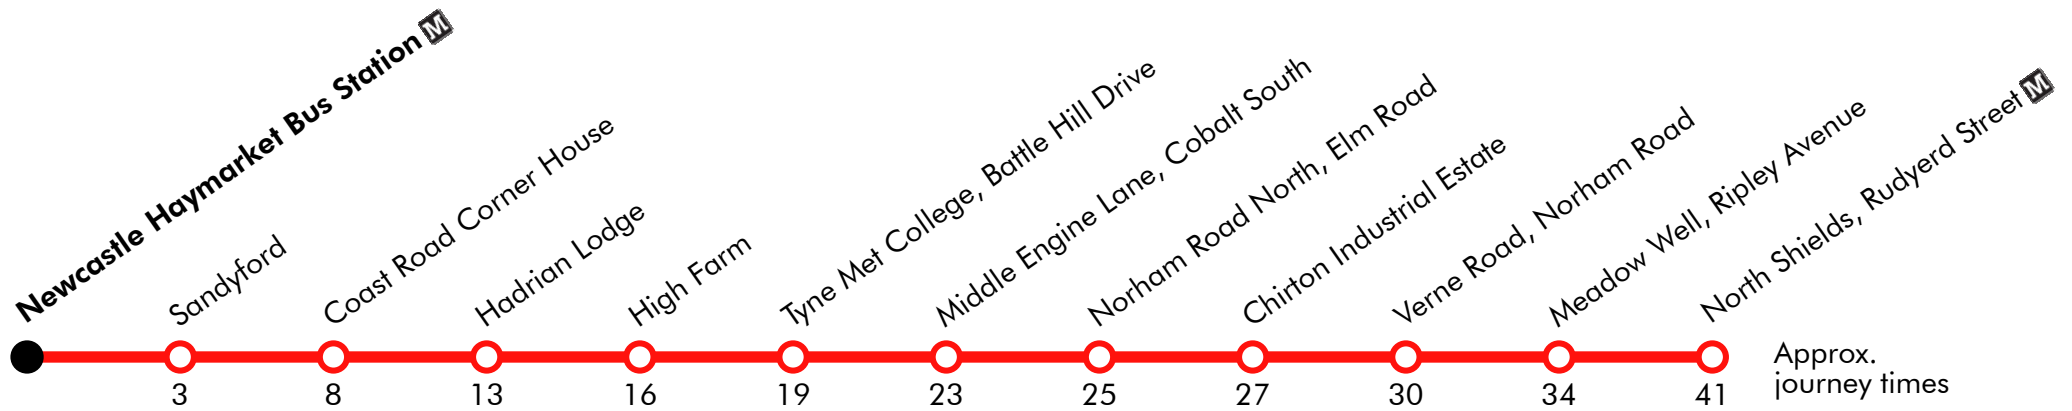 Newcastle Haymarket Bus Station M
Sandyford
Coast Road Corner House
Hadrian Lodge
High Farm
Tyne Met College, Battle Hill Drive
Middle Engine Lane, Cobalt South
Norham Road North, Elm Road
Chirton Industrial Estate
Verne Road, Norham Road
Meadow Well, Ripley Avenue
North Shields, Rudyerd Street M
3 8 13 16 19 23 25 27 30 34 41
Approx.
journey times